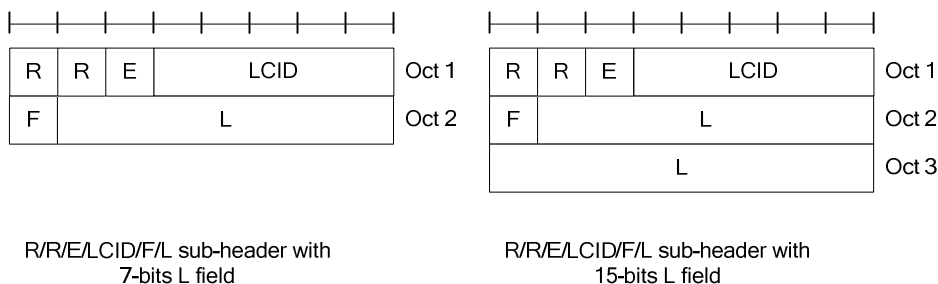 R R E LCID Oct 1
F L Oct 2
R/R/E/LCID/F/L sub-header with
7-bits L field
R R E LCID Oct 1
F L Oct 2
L Oct 3
R/R/E/LCID/F/L sub-header with
15-bits L field